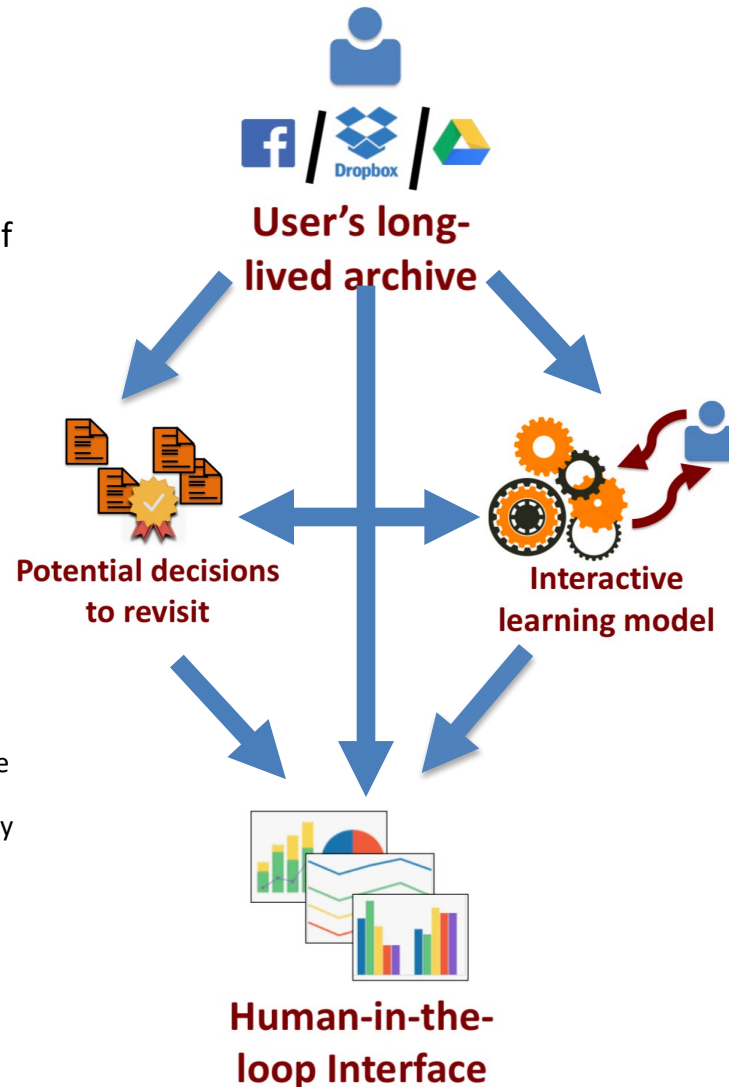 Dropbox
User's long-
lived archive
f
Potential decisions
to revisit
Interactive
learning model
e
y
Human-in-the-
loop Interface